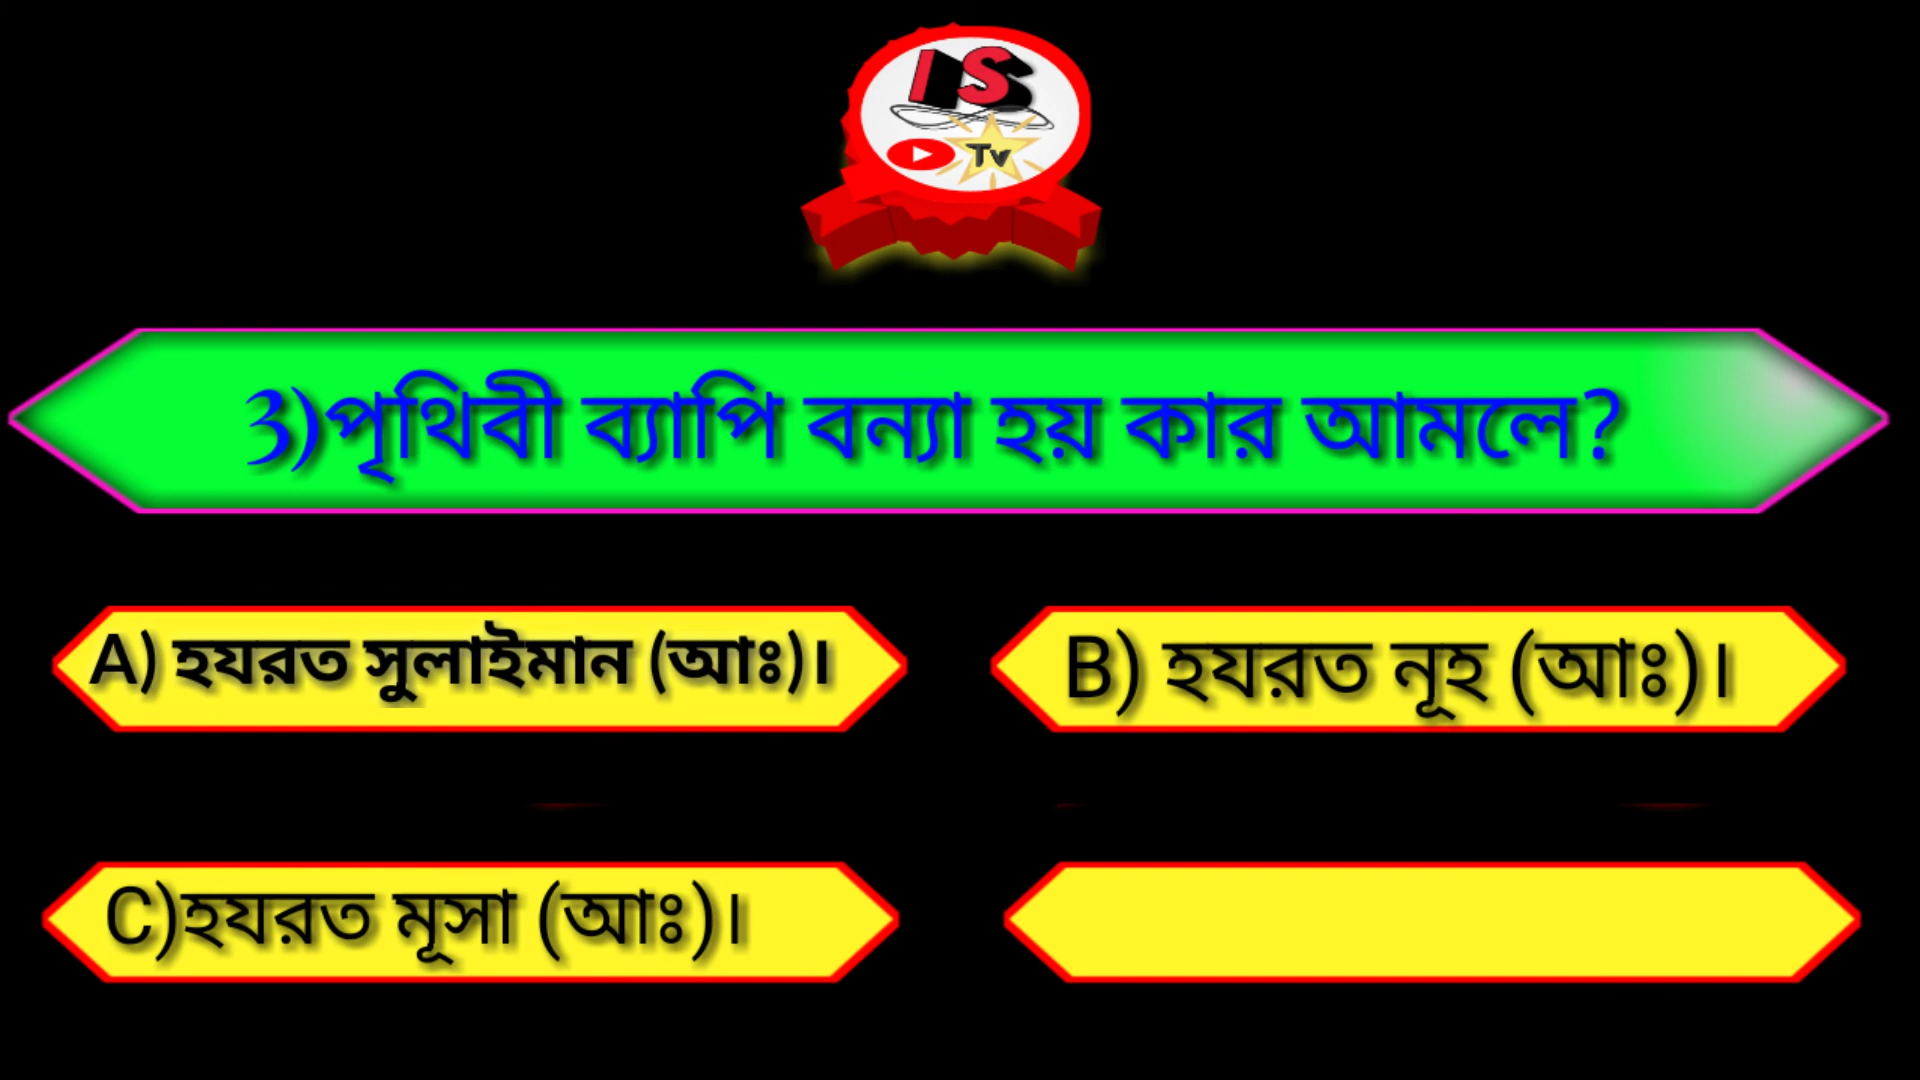 IS
Tv
3)পৃথিবী ব্যাপি বন্যা হয় কার আমলে?
A) হযরত সুলাইমান (আঃ)।
B) হযরত নূহ (আঃ)।
C)হযরত মূসা (আঃ)।